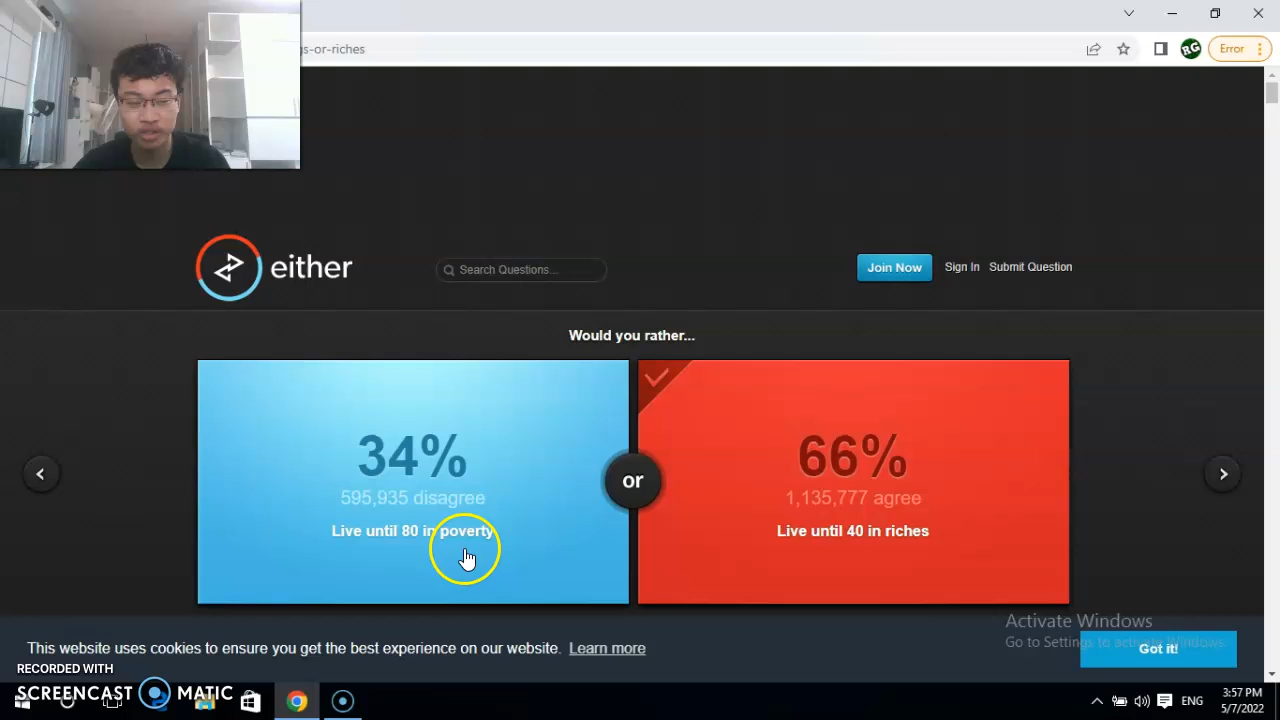 gs-or-riches
RG
Error
either
Search Questions...
Join Now
Sign In
Submit Question
Would you rather...
34%
595,935 disagree
Live until 80 in poverty
or
66%
1,135,777 agree
Live until 40 in riches
Activate Windows
Go to Settings to activate Windows.
This website uses cookies to ensure you get the best experience on our website. Learn more
Got it!
RECORDED WITH
SCREENCAST MATIC
ENG
3:57 PM
5/7/2022